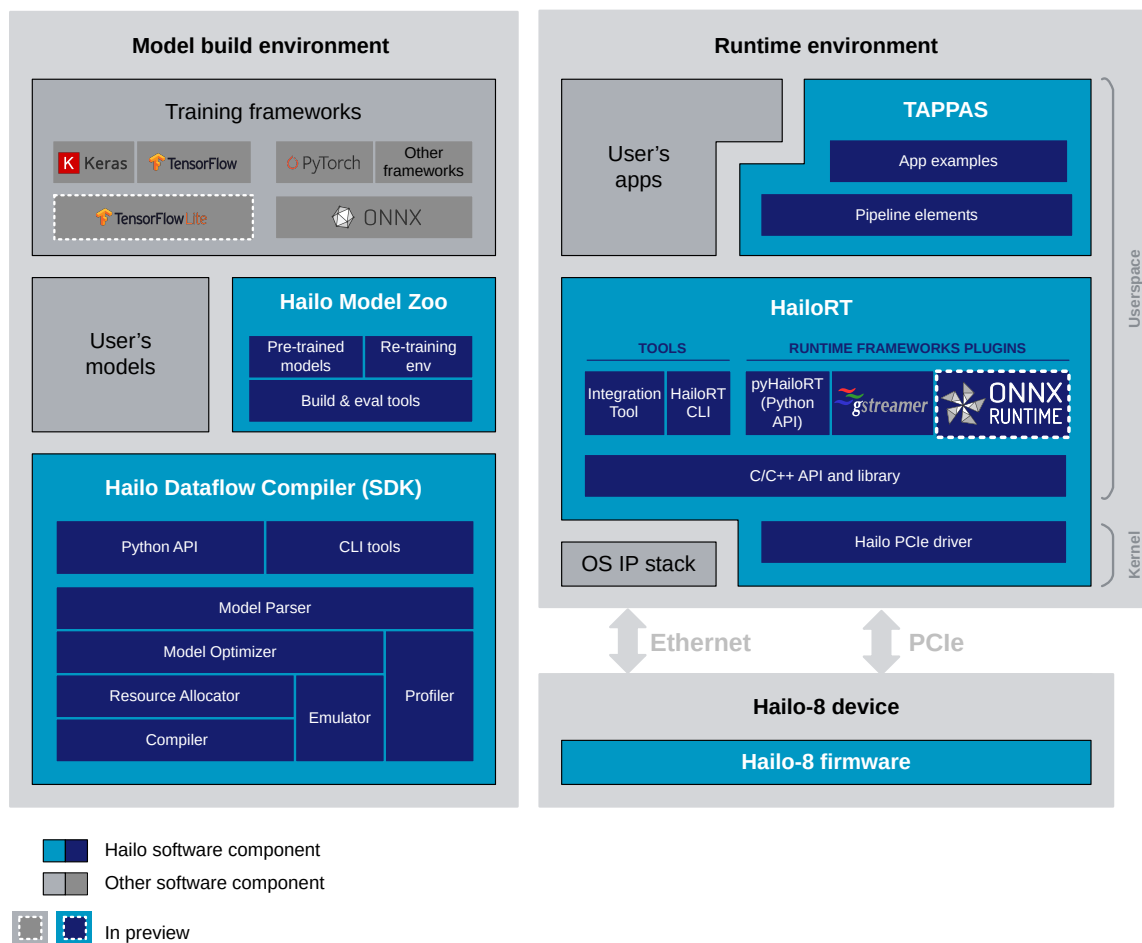 Model build environment
Training frameworks
K Keras
TensorFlow
PyTorch
Other
frameworks
TensorFlow Lite
ONNX
User's
models
Hailo Model Zoo
Pre-trained
models
Re-training
env
Build & eval tools
Hailo Dataflow Compiler (SDK)
Python API
CLI tools
Model Parser
Model Optimizer
Resource Allocator
Compiler
Emulator
Profiler
Runtime environment
User's
apps
TAPPAS
App examples
Pipeline elements
Userspace
HailoRT
TOOLS
RUNTIME FRAMEWORKS PLUGINS
Integration
Tool
HailoRT
CLI
pyHailoRT
(Python
API)
gstreamer
ONNX
RUNTIME
C/C++ API and library
Hailo PCIe driver
OS IP stack
Kernel
Ethernet
PCIe
Hailo-8 device
Hailo-8 firmware
Hailo software component
Other software component
In preview